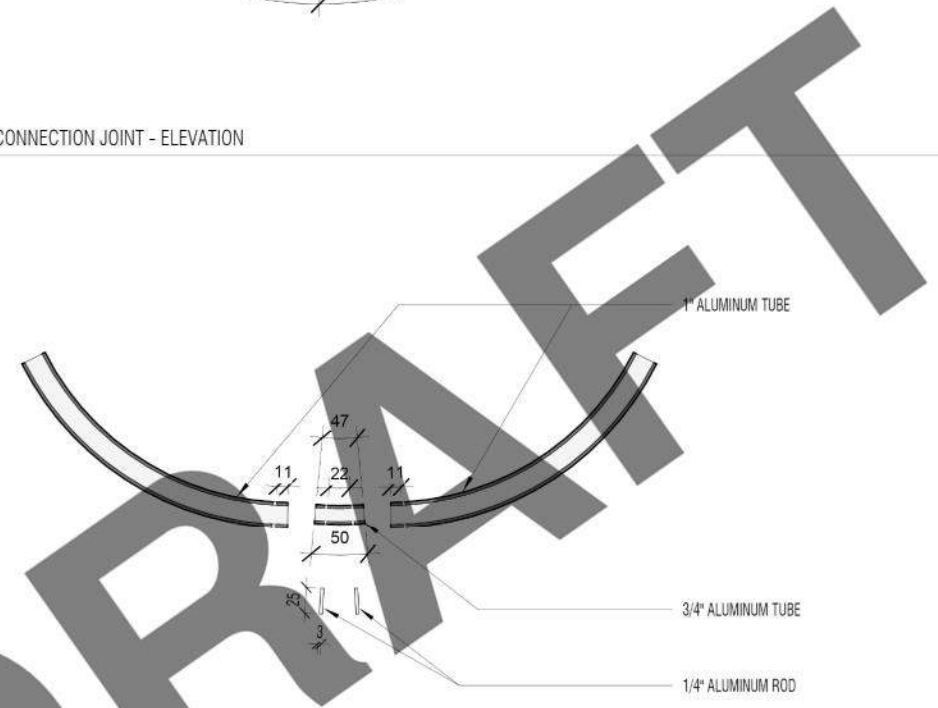 CONNECTION JOINT - ELEVATION
1" ALUMINUM TUBE
47
11
22
11
50
25
3
3/4" ALUMINUM TUBE
1/4" ALUMINUM ROD
DRAFT